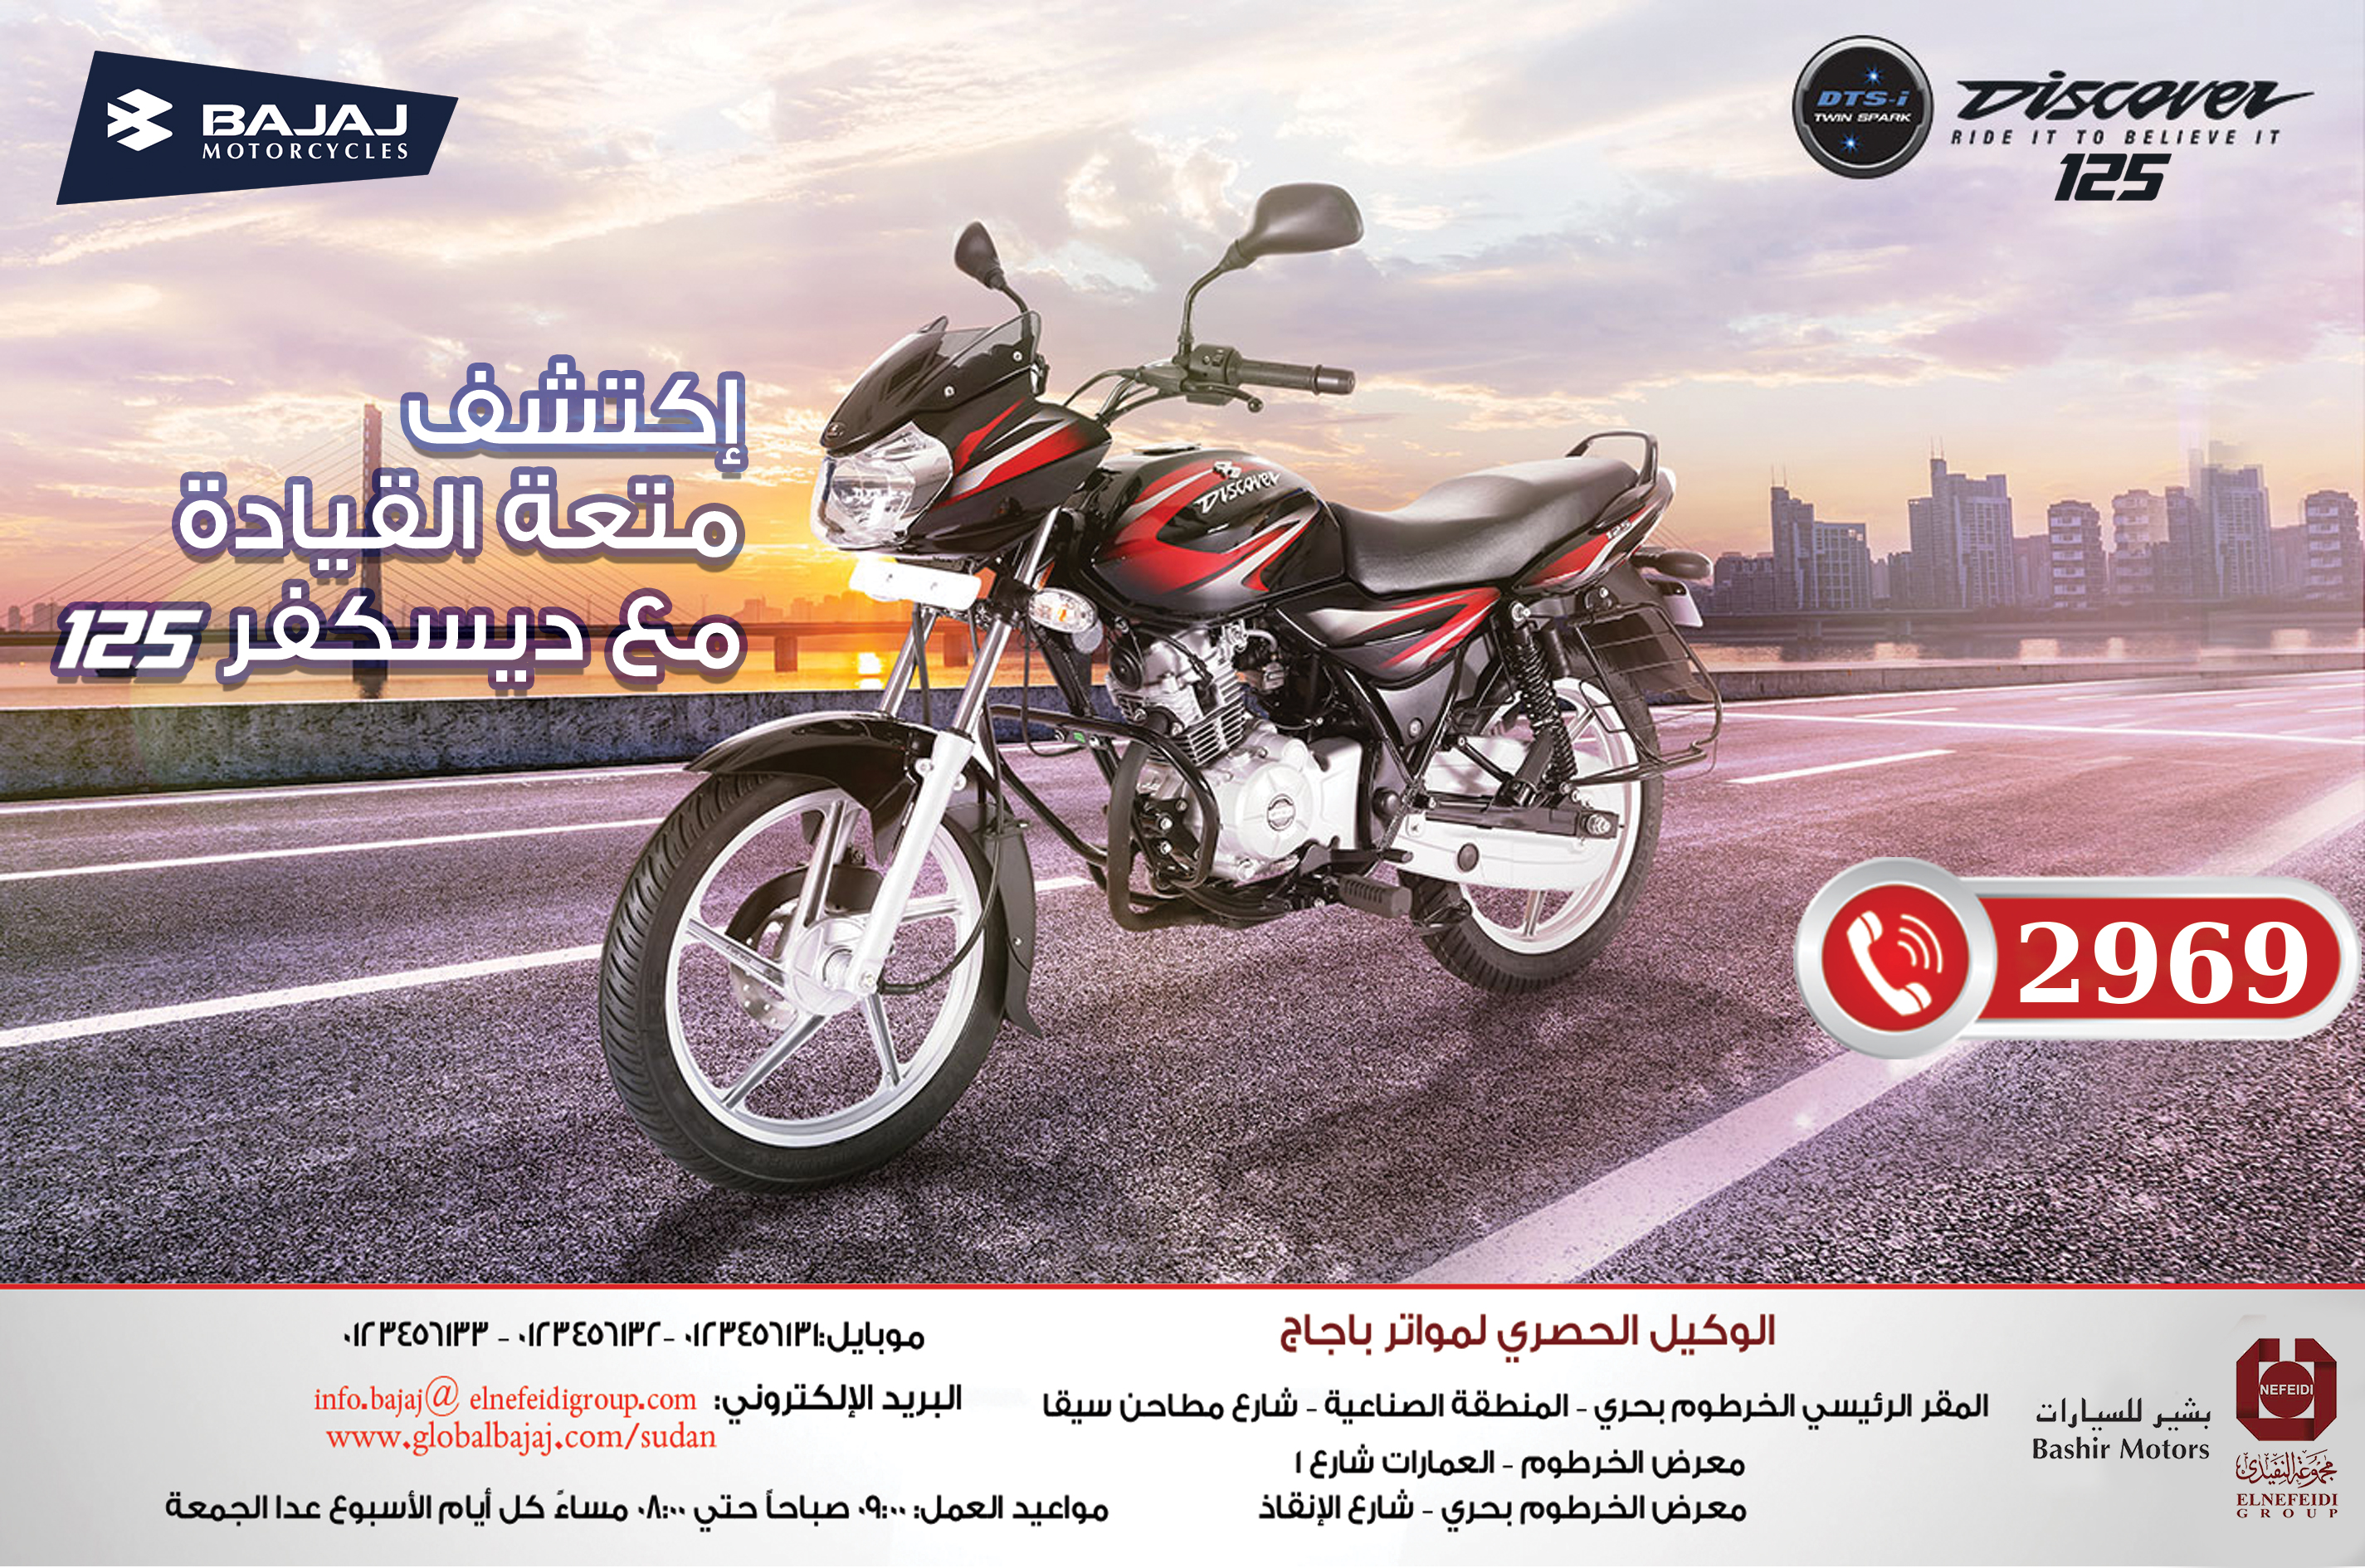 BAJAJ
MOTORCYCLES
DTS-i
TWIN SPARK
Discover
RIDE IT TO BELIEVE IT
125
إكتشف
متعة القيادة
مع ديسكفر 125
Discover
125
2969
الوكيل الحصري لمواتر باجاج
المقر الرئيسي الخرطوم بحري - المنطقة الصناعية - شارع مطاحن سيقا
معرض الخرطوم - العمارات شارع ١
معرض الخرطوم بحري - شارع الإنقاذ
موبايل:٠١٢٣٤٥٦١٣١ -٠١٢٣٤٥٦١٣٢ - ٠١٢٣٤٥٦١٣٣
البريد الإلكتروني: info.bajaj@ elnefeidigroup.com
www.globalbajaj.com/sudan
مواعيد العمل: ٠٩:٠٠ صباحاً حتي ٠٨:٠٠ مساءً كل أيام الأسبوع عدا الجمعة
بشير للسيارات
Bashir Motors
NEFEIDI
مجموعة النفيدي
ELNEFEIDI
GROUP